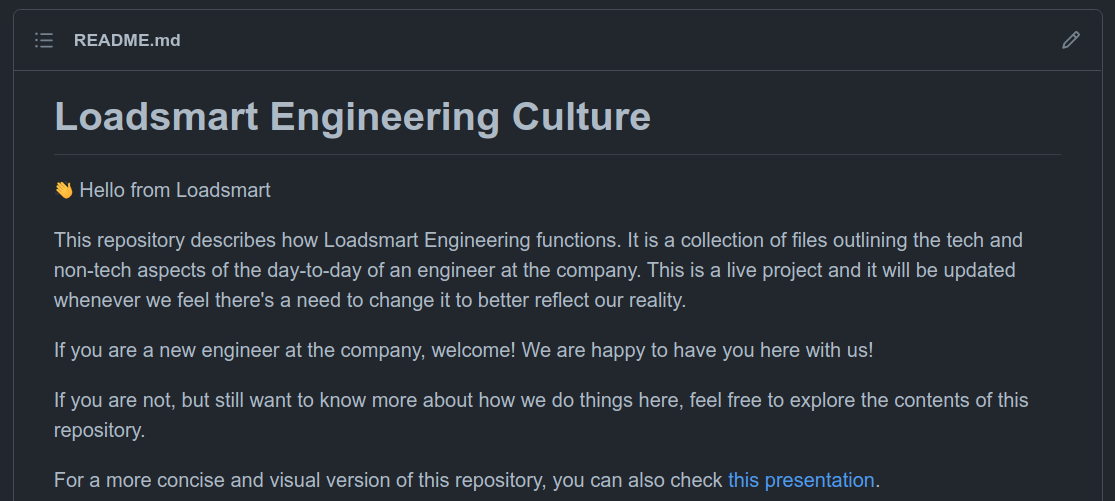 README.md
Loadsmart Engineering Culture
👋 Hello from Loadsmart
This repository describes how Loadsmart Engineering functions. It is a collection of files outlining the tech and
non-tech aspects of the day-to-day of an engineer at the company. This is a live project and it will be updated
whenever we feel there's a need to change it to better reflect our reality.
If you are a new engineer at the company, welcome! We are happy to have you here with us!
If you are not, but still want to know more about how we do things here, feel free to explore the contents of this
repository.
For a more concise and visual version of this repository, you can also check this presentation.